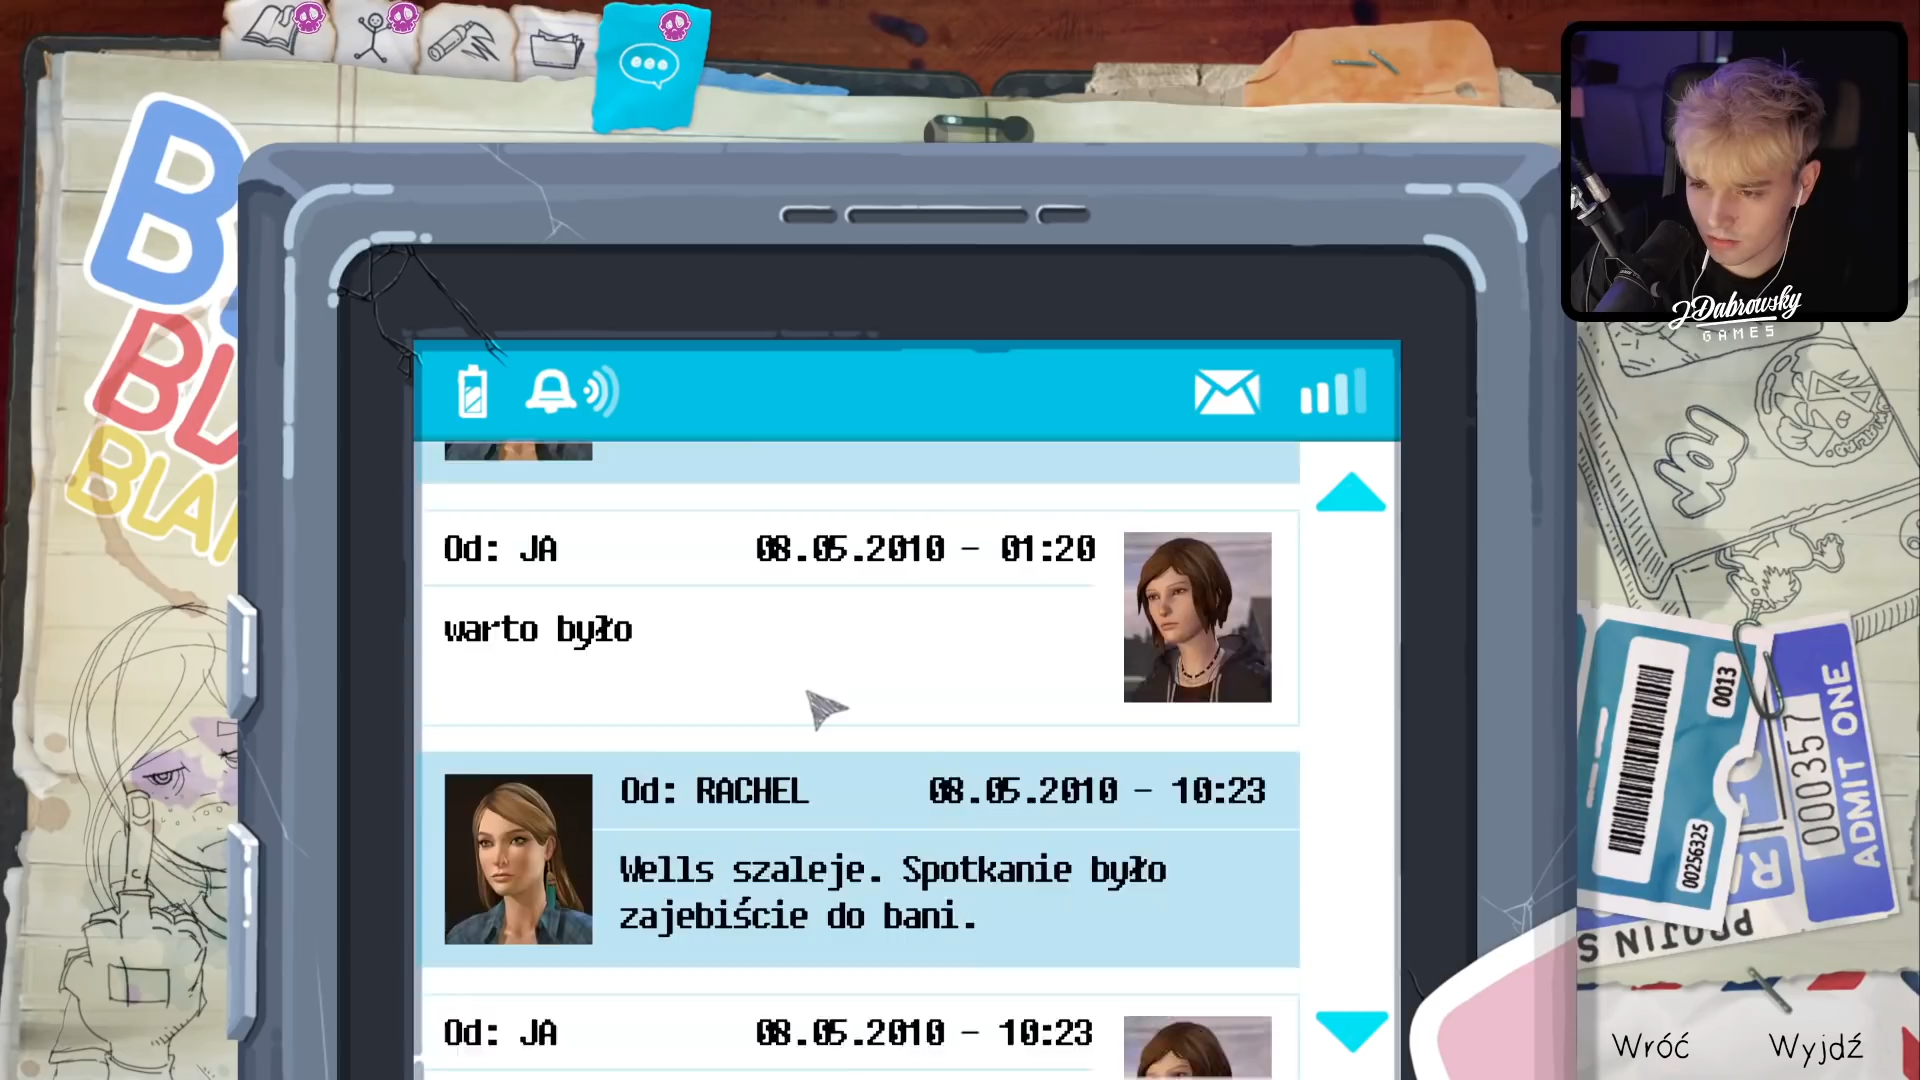 JDabrowsky
GAMES
Od: JA 08.05.2010 - 01:20
warto było
Od: RACHEL 08.05.2010 - 10:23
Wells szaleje. Spotkanie było
zajebiście do bani.
Od: JA 08.05.2010 - 10:23
0013
00256325
000357
ADMIT ONE
Wróć Wyjdź